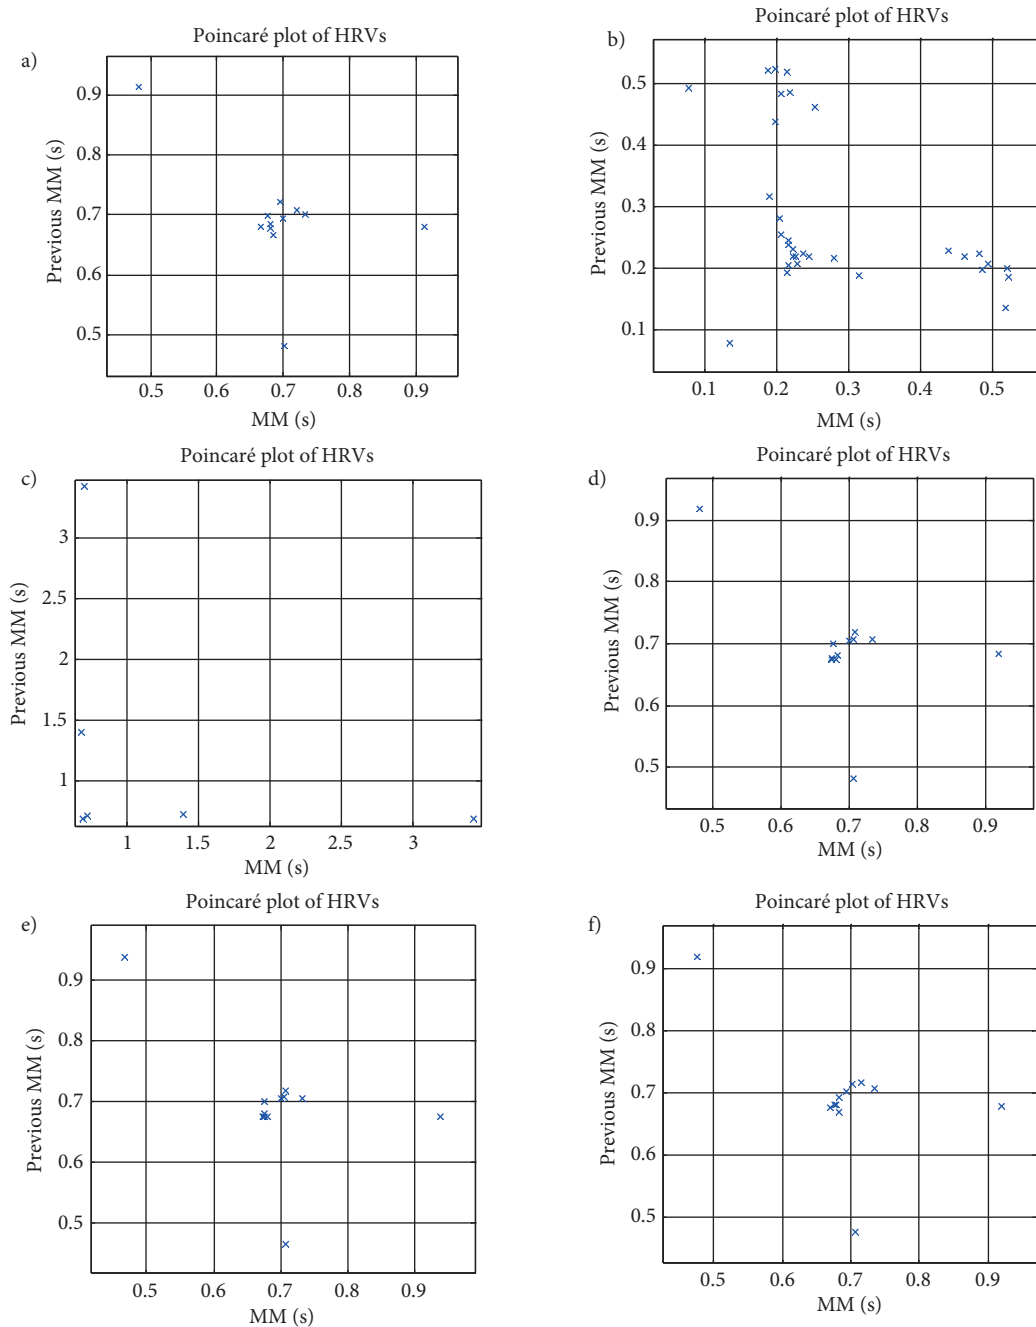 a)
Poincaré plot of HRVs
0.9
0.8
0.7
0.6
0.5
Previous MM (s)
0.5 0.6 0.7 0.8 0.9
MM (s)
b)
Poincaré plot of HRVs
0.5
0.4
0.3
0.2
0.1
Previous MM (s)
0.1 0.2 0.3 0.4 0.5
MM (s)
c)
Poincaré plot of HRVs
3
2.5
2
1.5
1
Previous MM (s)
1 1.5 2 2.5 3
MM (s)
d)
Poincaré plot of HRVs
0.9
0.8
0.7
0.6
0.5
Previous MM (s)
0.5 0.6 0.7 0.8 0.9
MM (s)
e)
Poincaré plot of HRVs
0.9
0.8
0.7
0.6
0.5
Previous MM (s)
0.5 0.6 0.7 0.8 0.9
MM (s)
f)
Poincaré plot of HRVs
0.9
0.8
0.7
0.6
0.5
Previous MM (s)
0.5 0.6 0.7 0.8 0.9
MM (s)